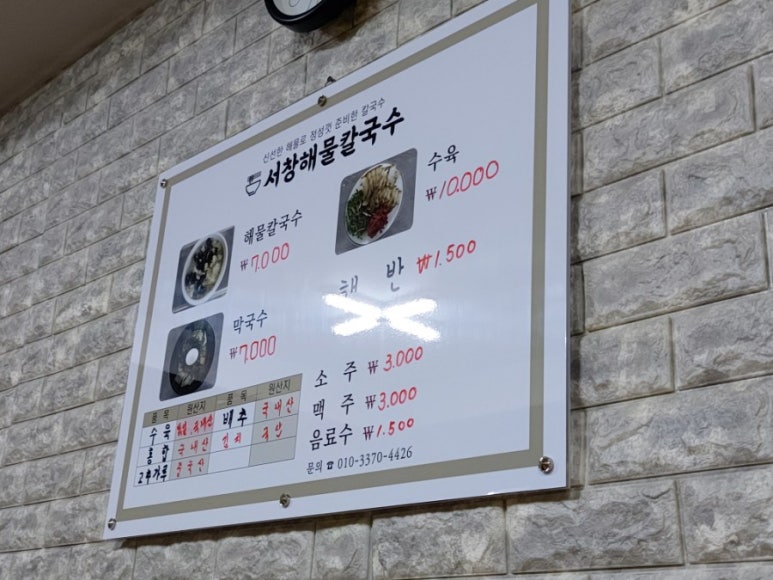 신선한 해물로 정성껏 준비한 칼국수
서창해물칼국수
수육
₩10.000
해물칼국수
₩7.000
해 반 ₩1.500
막국수
₩7.000
소 주 ₩3.000
맥 주 ₩3.000
음료수 ₩1.500
문의 ☎ 010-3370-4426
품 목 원산지 품 목 원산지
수육 배추 국내산
홍합 국내산 김치
고추가루 중국산